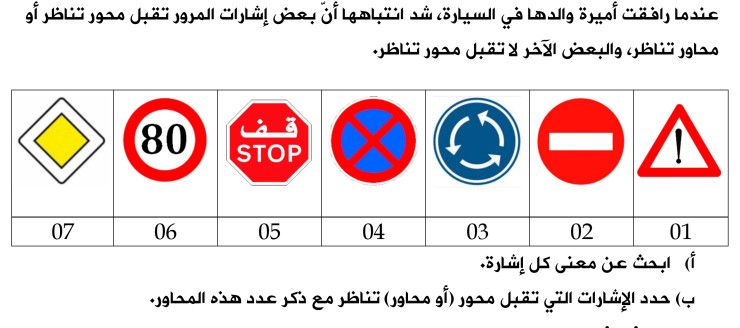 عندما رافقت أميرة والدها في السيارة، شد انتباهها أنّ بعض إشارات المرور تقبل محور تناظر أو
محاور تناظر، والبعض الآخر لا تقبل محور تناظر.
!
80
قف
STOP
01 02 03 04 05 06 07
أ) ابحث عن معنى كل إشارة.
ب) حدد الإشارات التي تقبل محور (أو محاور) تناظر مع ذكر عدد هذه المحاور.